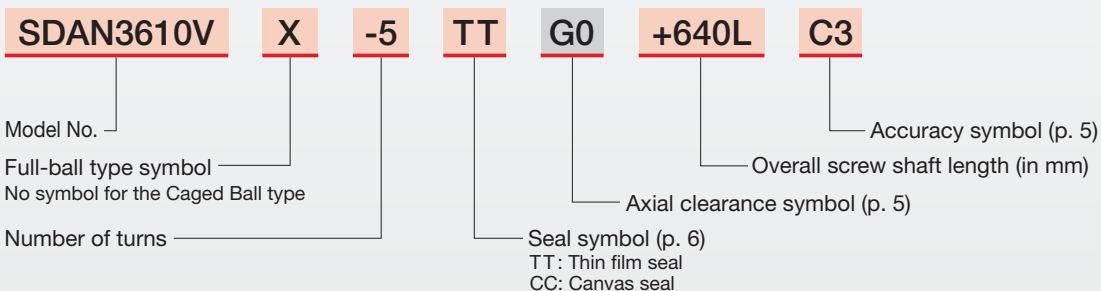 SDAN3610V X -5 TT G0 +640L C3
Model No.
Accuracy symbol (p. 5)
Full-ball type symbol
No symbol for the Caged Ball type
Overall screw shaft length (in mm)
Axial clearance symbol (p. 5)
Number of turns
Seal symbol (p. 6)
TT: Thin film seal
CC: Canvas seal